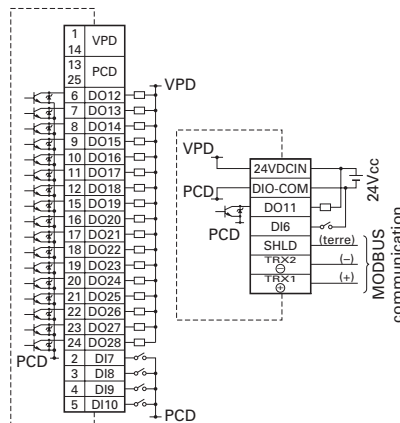 1
14
VPD
13
25
PCD
VPD
6 DO12
7 DO13
8 DO14
9 DO15
10 DO16
11 DO17
12 DO18
15 DO19
16 DO20
17 DO21
18 DO22
19 DO23
20 DO24
21 DO25
22 DO26
23 DO27
24 DO28
PCD
2 DI7
3 DI8
4 DI9
5 DI10
PCD
VPD
24VDCIN
PCD
DIO-COM
24Vcc
DO11
PCD
DI6
SHLD (terre)
TRX2 (–)
⊖
TRX1 (+)
⊕
MODBUS
communication